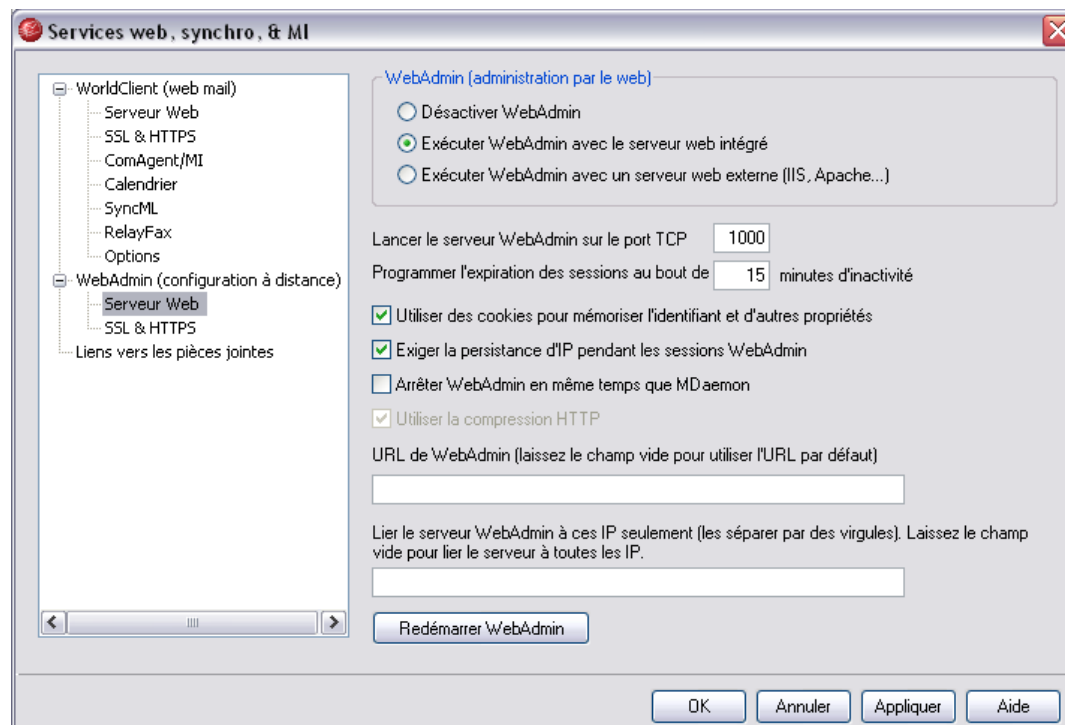 Services web, synchro, & MI
WorldClient (web mail)
Serveur Web
SSL & HTTPS
ComAgent/MI
Calendrier
SyncML
RelayFax
Options
WebAdmin (configuration à distance)
Serveur Web
SSL & HTTPS
Liens vers les pièces jointes
WebAdmin (administration par le web)
Désactiver WebAdmin
Exécuter WebAdmin avec le serveur web intégré
Exécuter WebAdmin avec un serveur web externe (IIS, Apache...)
Lancer le serveur WebAdmin sur le port TCP 1000
Programmer l'expiration des sessions au bout de 15 minutes d'inactivité
Utiliser des cookies pour mémoriser l'identifiant et d'autres propriétés
Exiger la persistance d'IP pendant les sessions WebAdmin
Arrêter WebAdmin en même temps que MDaemon
Utiliser la compression HTTP
URL de WebAdmin (laissez le champ vide pour utiliser l'URL par défaut)
Lier le serveur WebAdmin à ces IP seulement (les séparer par des virgules). Laissez le champ
vide pour lier le serveur à toutes les IP.
Redémarrer WebAdmin
OK Annuler Appliquer Aide